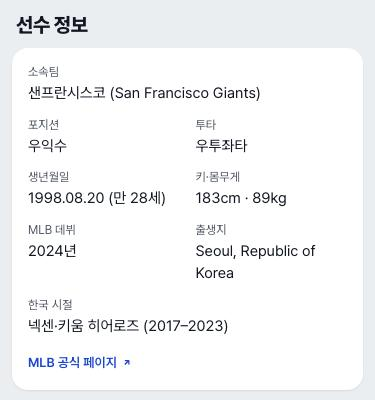 선수 정보
소속팀
샌프란시스코 (San Francisco Giants)
포지션
투타
우익수
우투좌타
생년월일
키·몸무게
1998.08.20 (만 28세)
183cm · 89kg
MLB 데뷔
출생지
2024년
Seoul, Republic of
Korea
한국 시절
넥센·키움 히어로즈 (2017–2023)
MLB 공식 페이지 ↗